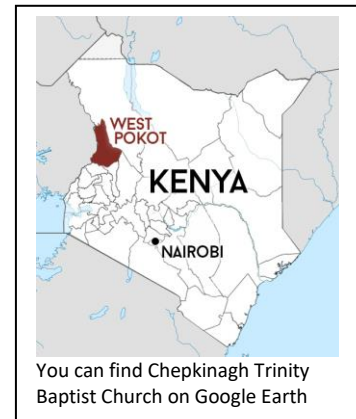 WEST
POKOT
KENYA
NAIROBI
You can find Chepkinagh Trinity
Baptist Church on Google Earth